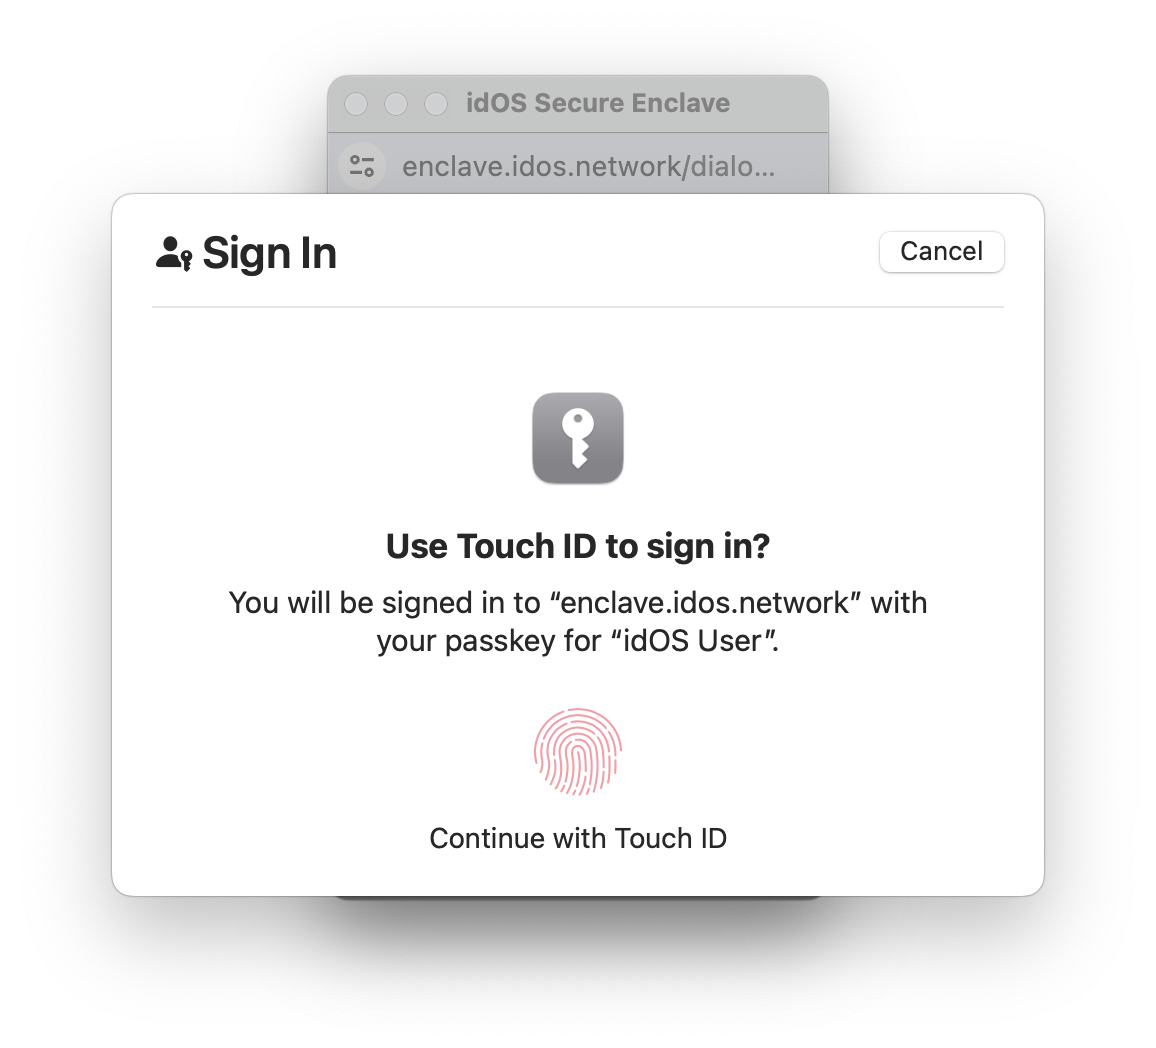 idOS Secure Enclave
enclave.idos.network/dialo...
Sign In
Cancel
Use Touch ID to sign in?
You will be signed in to “enclave.idos.network” with
your passkey for “idOS User”.
Continue with Touch ID